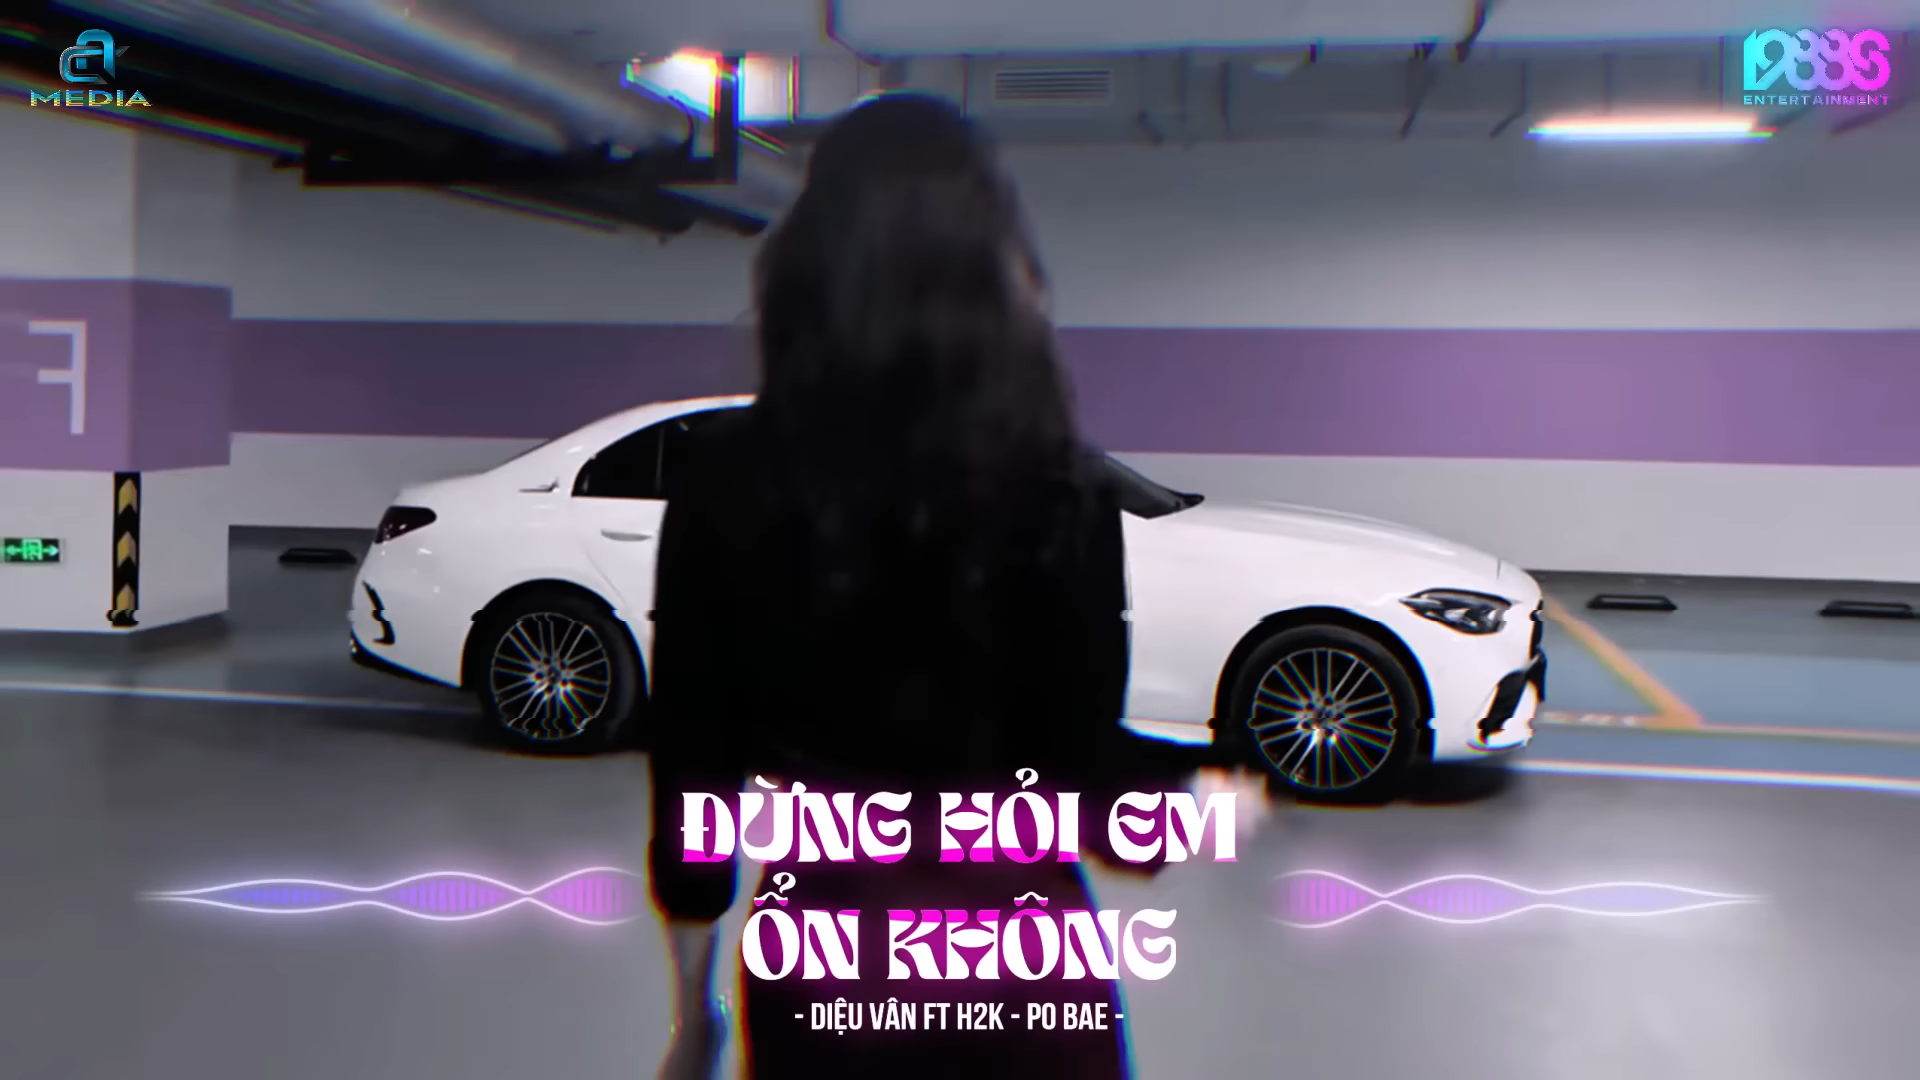 a
MEDIA
1988S
ENTERTAINMENT
F
ĐỪNG HỎI EM
ỔN KHÔNG
- DIỆU VÂN FT H2K - PO BAE -